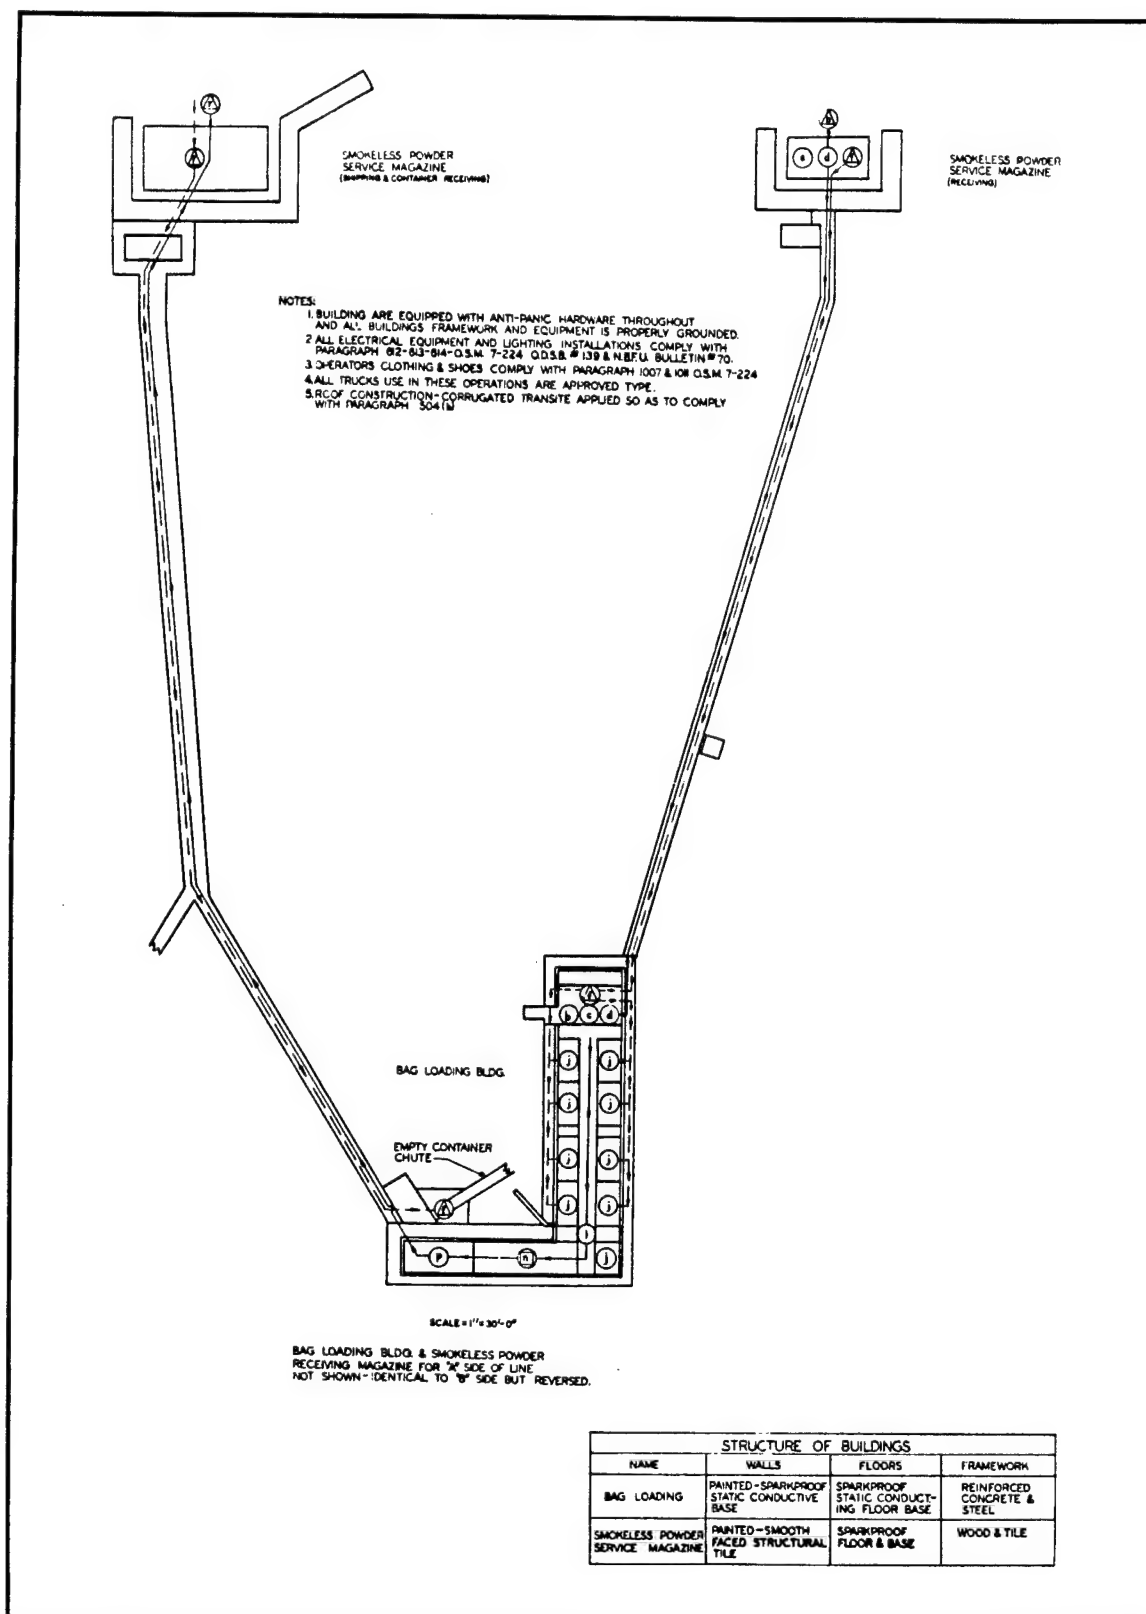 SMOKELESS POWDER
SERVICE MAGAZINE
(SHIPPING & CONTAINER RECEIVING)
SMOKELESS POWDER
SERVICE MAGAZINE
(RECEIVING)
a d
NOTES:
1. BUILDING ARE EQUIPPED WITH ANTI-PANIC HARDWARE THROUGHOUT
AND ALL BUILDINGS FRAMEWORK AND EQUIPMENT IS PROPERLY GROUNDED.
2 ALL ELECTRICAL EQUIPMENT AND LIGHTING INSTALLATIONS COMPLY WITH
PARAGRAPH 612-613-614-O.S.M. 7-224 O.D.S.B. # 139 & N.B.F.U. BULLETIN # 70.
3. OPERATORS CLOTHING & SHOES COMPLY WITH PARAGRAPH 1007 & 1011 O.S.M. 7-224
4. ALL TRUCKS USE IN THESE OPERATIONS ARE APPROVED TYPE.
5. ROOF CONSTRUCTION-CORRUGATED TRANSITE APPLIED SO AS TO COMPLY
WITH PARAGRAPH
b c d
j j
BAG LOADING BLDG.
j j
EMPTY CONTAINER
CHUTE
j j
j j
P n j
SCALE = 1"= 30'-0"
BAG LOADING BLDG. & SMOKELESS POWDER
RECEIVING MAGAZINE FOR "A" SIDE OF LINE
NOT SHOWN-IDENTICAL TO "B" SIDE BUT REVERSED.
STRUCTURE OF BUILDINGS
NAME WALLS FLOORS FRAMEWORK
BAG LOADING PAINTED-SPARKPROOF STATIC CONDUCTIVE BASE SPARKPROOF STATIC CONDUCT-ING FLOOR BASE REINFORCED CONCRETE & STEEL
SMOKELESS POWDER SERVICE MAGAZINE PAINTED-SMOOTH FACED STRUCTURAL TILE SPARKPROOF FLOOR & BASE WOOD & TILE